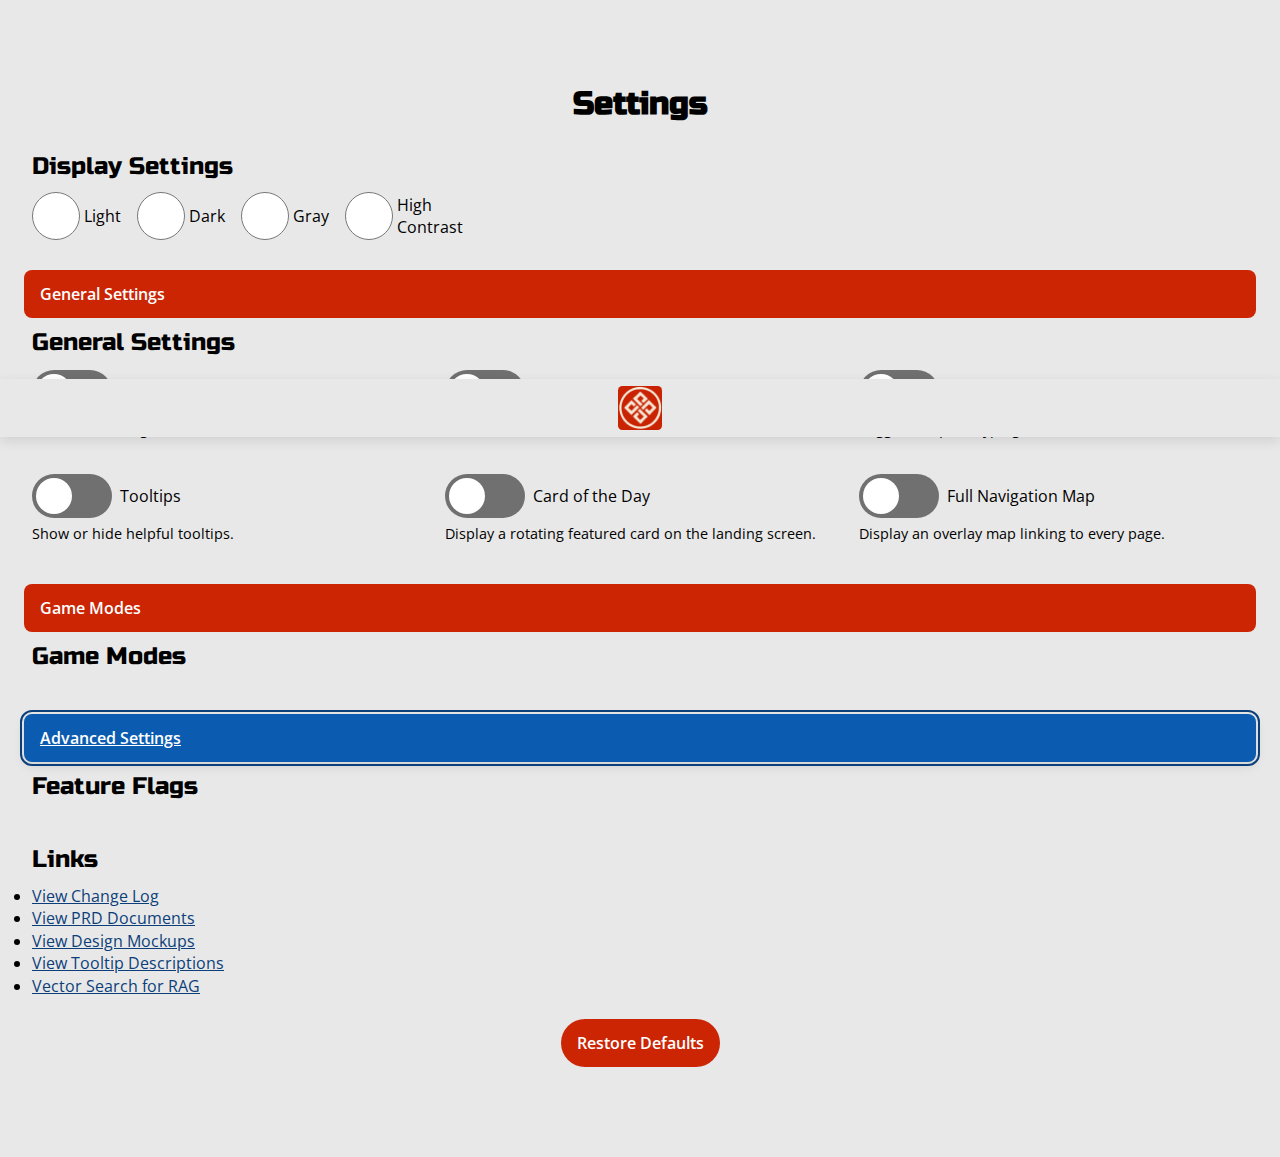 Settings
Display Settings
Light
Dark
Gray
High
Contrast
General Settings
General Settings
Tooltips
Card of the Day
Full Navigation Map
Show or hide helpful tooltips.
Display a rotating featured card on the landing screen.
Display an overlay map linking to every page.
Game Modes
Game Modes
Advanced Settings
Feature Flags
Links
View Change Log
View PRD Documents
View Design Mockups
View Tooltip Descriptions
Vector Search for RAG
Restore Defaults